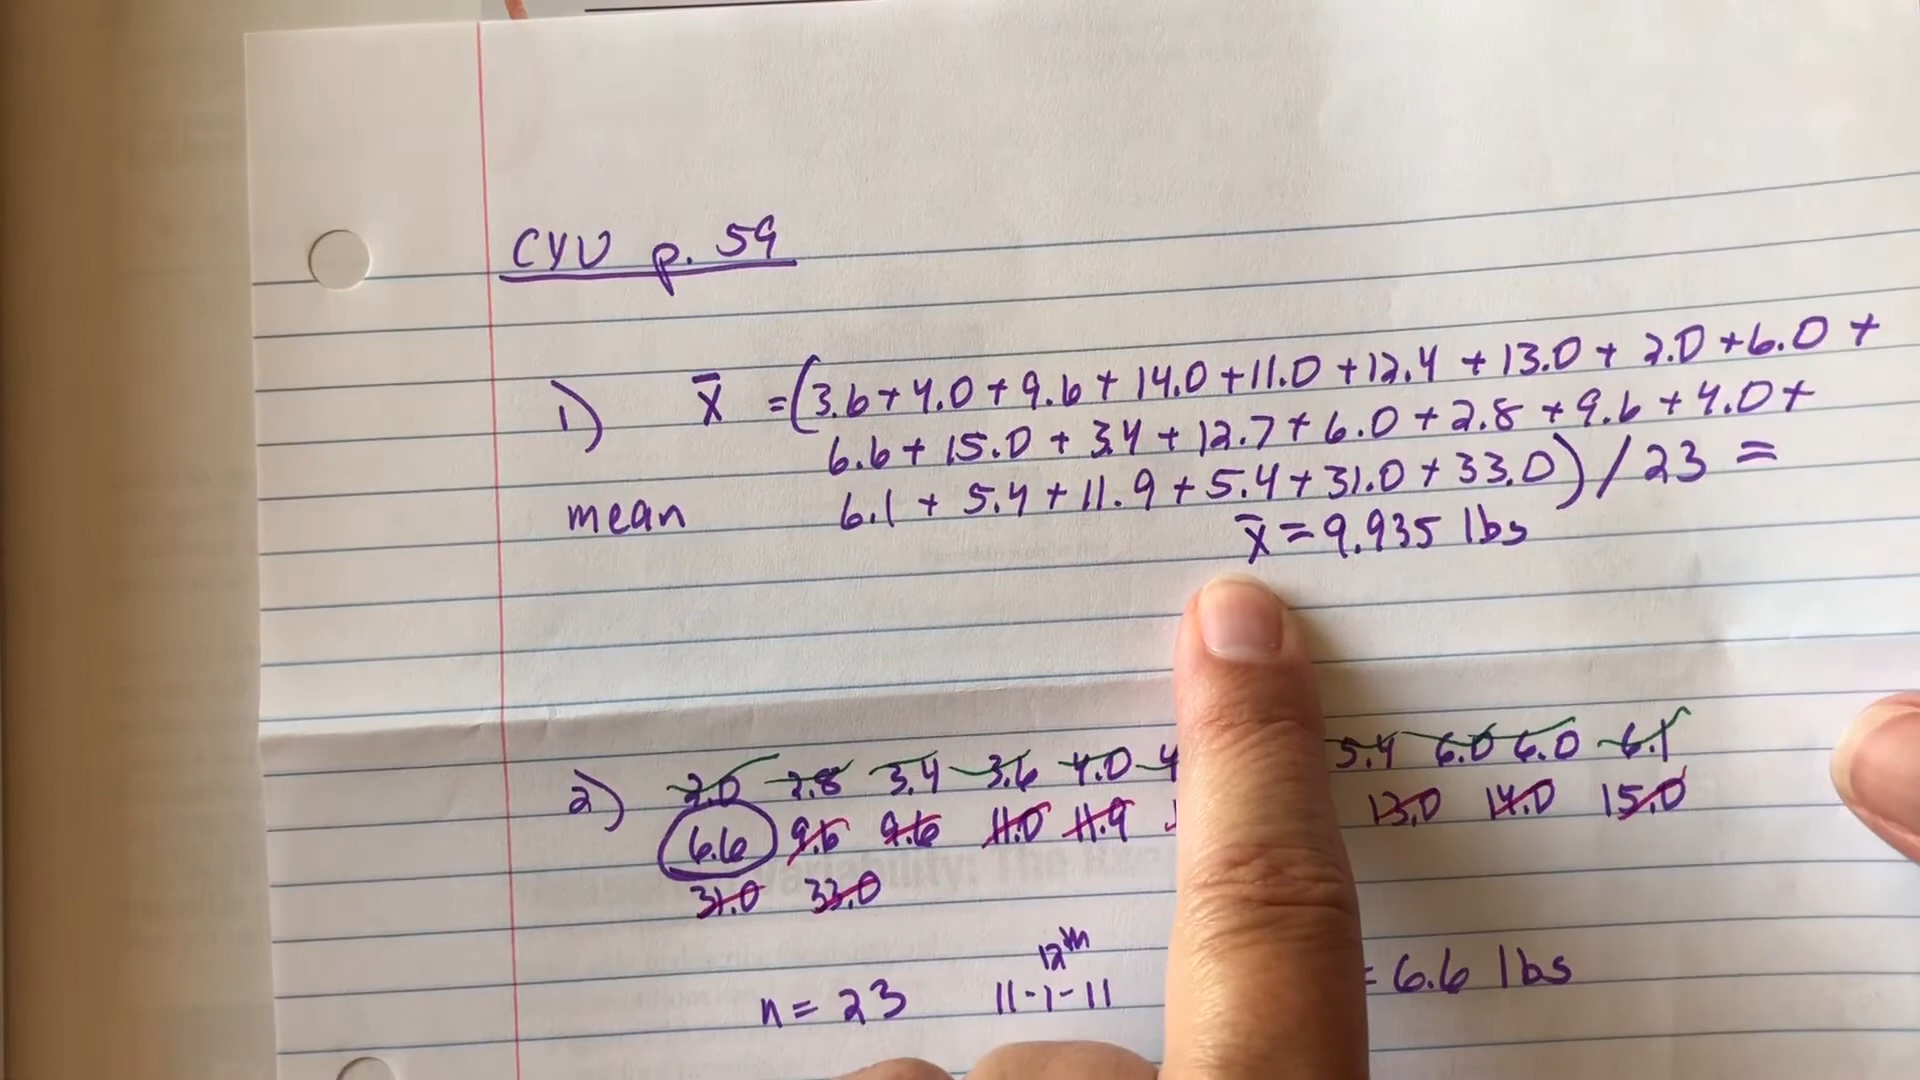 CYU p. 59
1) x̄ = (3.6 + 4.0 + 9.6 + 14.0 + 11.0 + 12.4 + 13.0 + 2.0 + 6.0 +
6.6 + 15.0 + 3.4 + 12.7 + 6.0 + 2.8 + 9.6 + 4.0 +
mean 6.1 + 5.4 + 11.9 + 5.4 + 31.0 + 33.0) / 23 =
x̄ = 9.935 lbs
2) 2.0 2.8 3.4 3.6 4.0 4 5.4 6.0 6.0 6.1
6.6 9.6 9.6 11.0 11.9 13.0 14.0 15.0
31.0 33.0
12th
n = 23 11-1-11 = 6.6 lbs